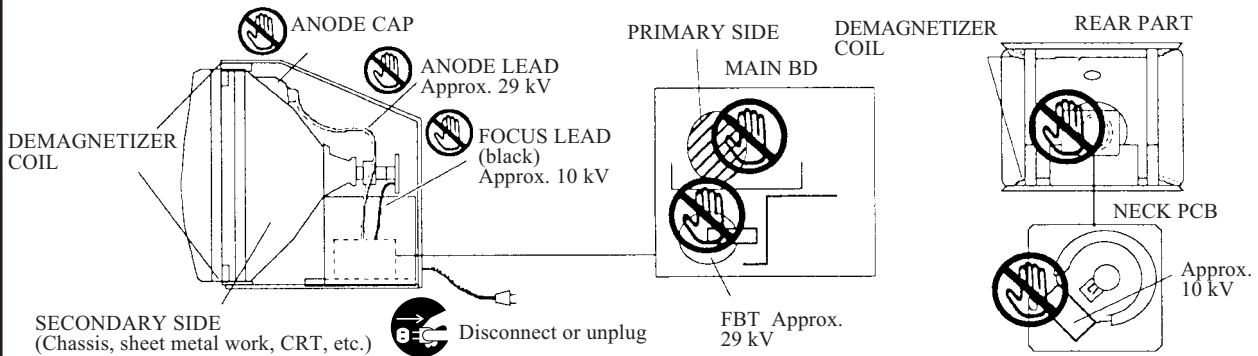 ANODE CAP
ANODE LEAD
Approx. 29 kV
FOCUS LEAD
(black)
Approx. 10 kV
DEMAGNETIZER
COIL
SECONDARY SIDE
(Chassis, sheet metal work, CRT, etc.)
Disconnect or unplug
PRIMARY SIDE
MAIN BD
FBT Approx.
29 kV
DEMAGNETIZER
COIL
REAR PART
NECK PCB
Approx.
10 kV